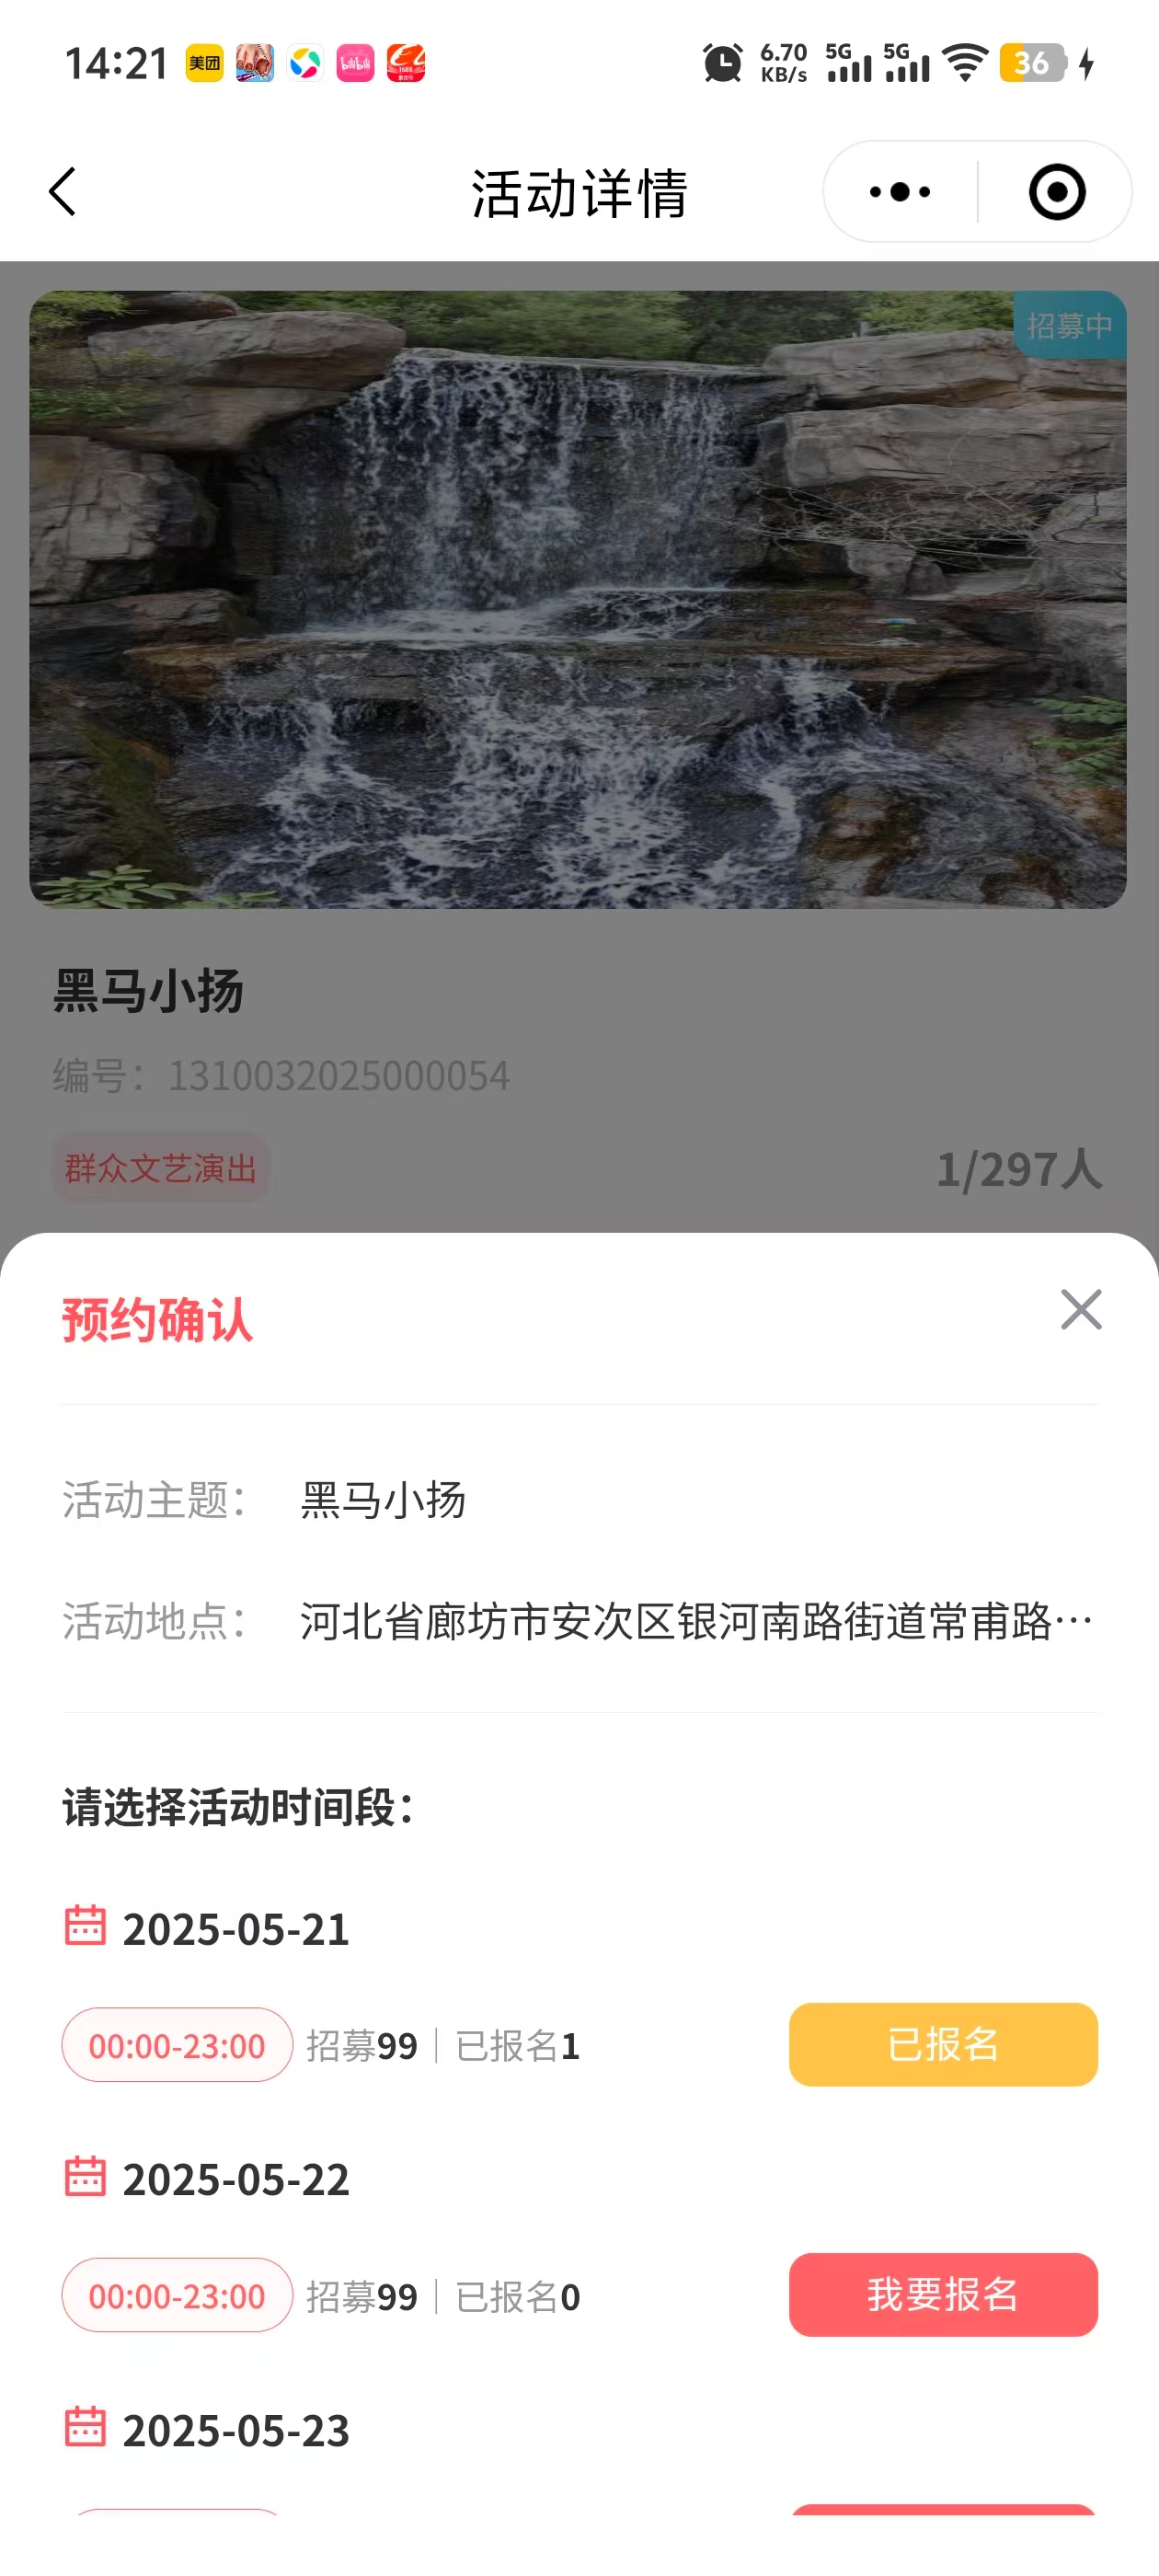 14:21 美团 bilibili 1688 6.70 KB/s 5G 5G 36
活动详情
招募中
黑马小扬
编号：1310032025000054
群众文艺演出 1/297人
预约确认
活动主题： 黑马小扬
活动地点： 河北省廊坊市安次区银河南路街道常甫路…
请选择活动时间段：
2025-05-21
00:00-23:00 招募99 | 已报名1 已报名
2025-05-22
00:00-23:00 招募99 | 已报名0 我要报名
2025-05-23